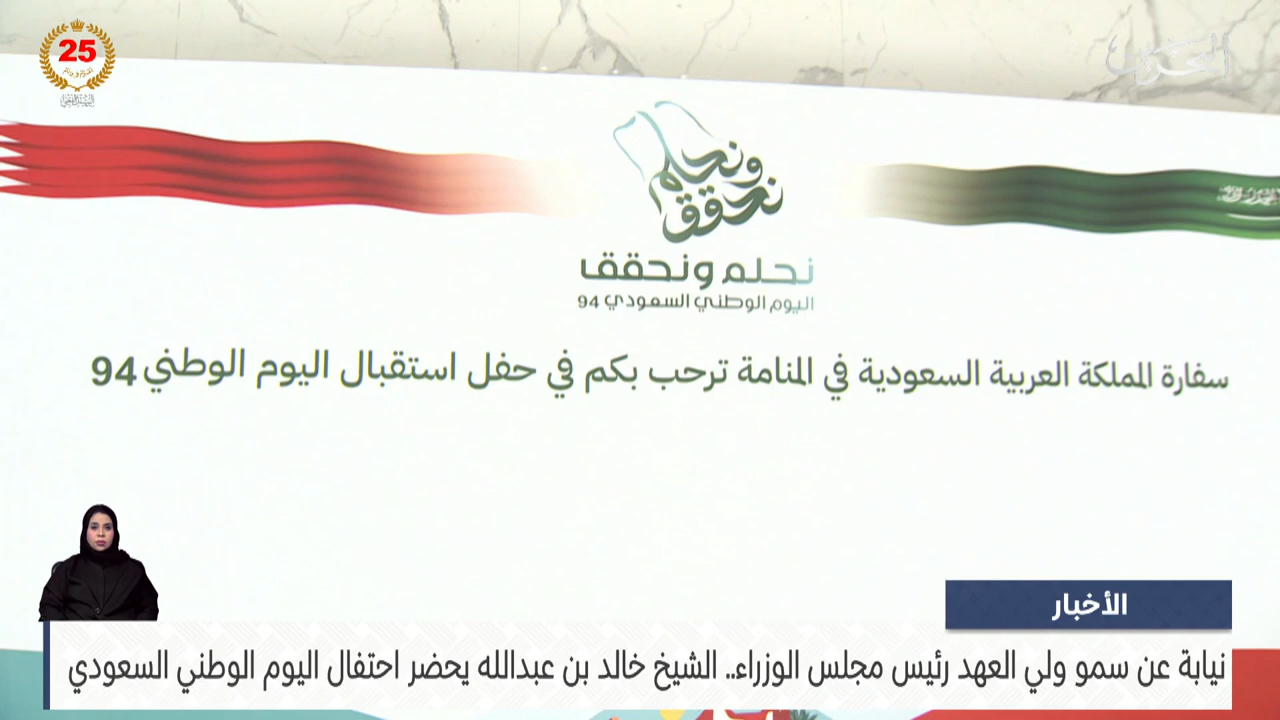 25
البحرين
ونحلم
نحقق
نحلم ونحقق
اليوم الوطني السعودي 94
سفارة المملكة العربية السعودية في المنامة ترحب بكم في حفل استقبال اليوم الوطني 94
الأخبار
نيابة عن سمو ولي العهد رئيس مجلس الوزراء.. الشيخ خالد بن عبدالله يحضر احتفال اليوم الوطني السعودي